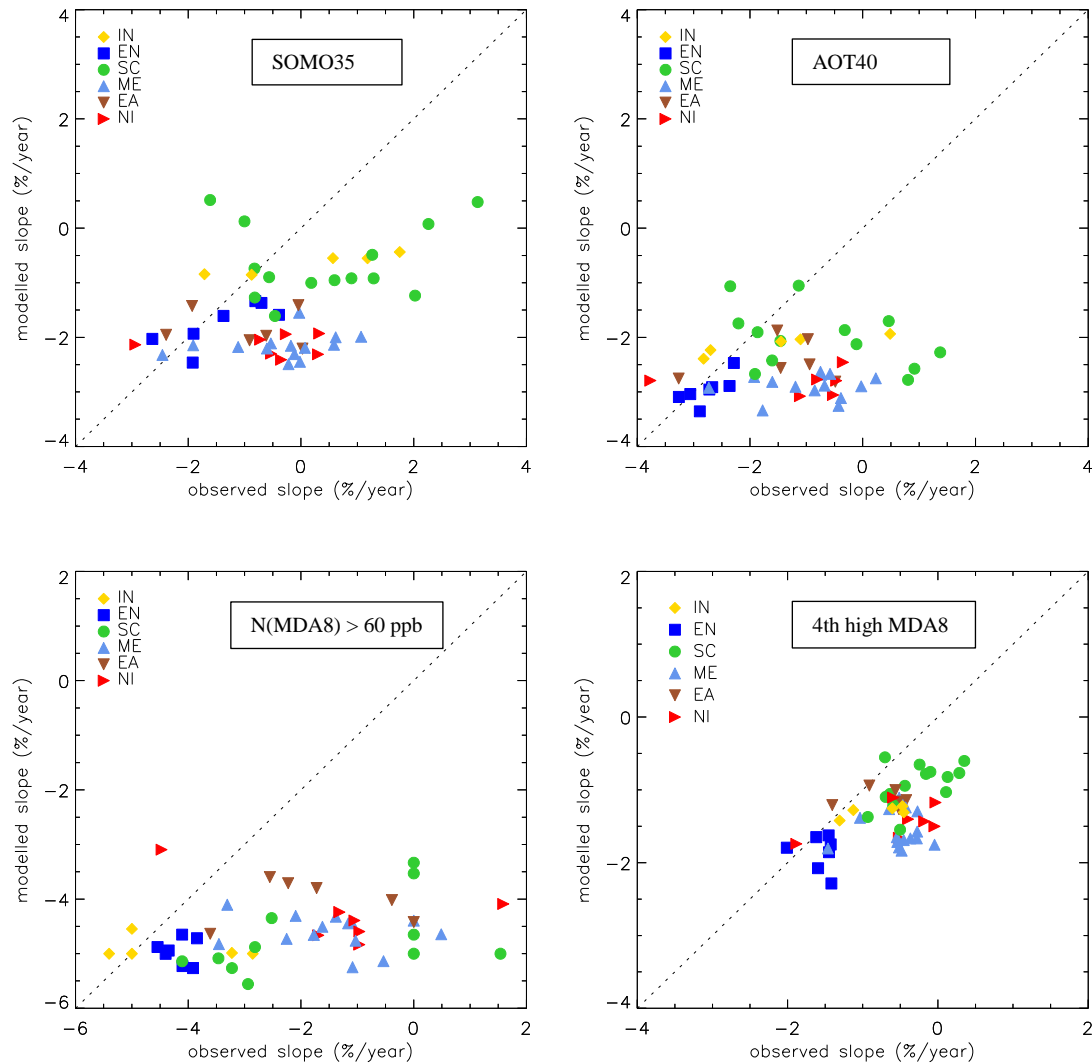 4
2
0
−2
−4
−4
−2
0
2
4
modelled slope (%/year)
observed slope (%/year)
IN
EN
SC
ME
EA
NI
SOMO35
4
2
0
−2
−4
−4
−2
0
2
4
modelled slope (%/year)
observed slope (%/year)
IN
EN
SC
ME
EA
NI
AOT40
2
0
−2
−4
−6
−6
−4
−2
0
2
modelled slope (%/year)
observed slope (%/year)
IN
EN
SC
ME
EA
NI
N(MDA8) > 60 ppb
2
0
−2
−4
−4
−2
0
2
modelled slope (%/year)
observed slope (%/year)
IN
EN
SC
ME
EA
NI
4th high MDA8